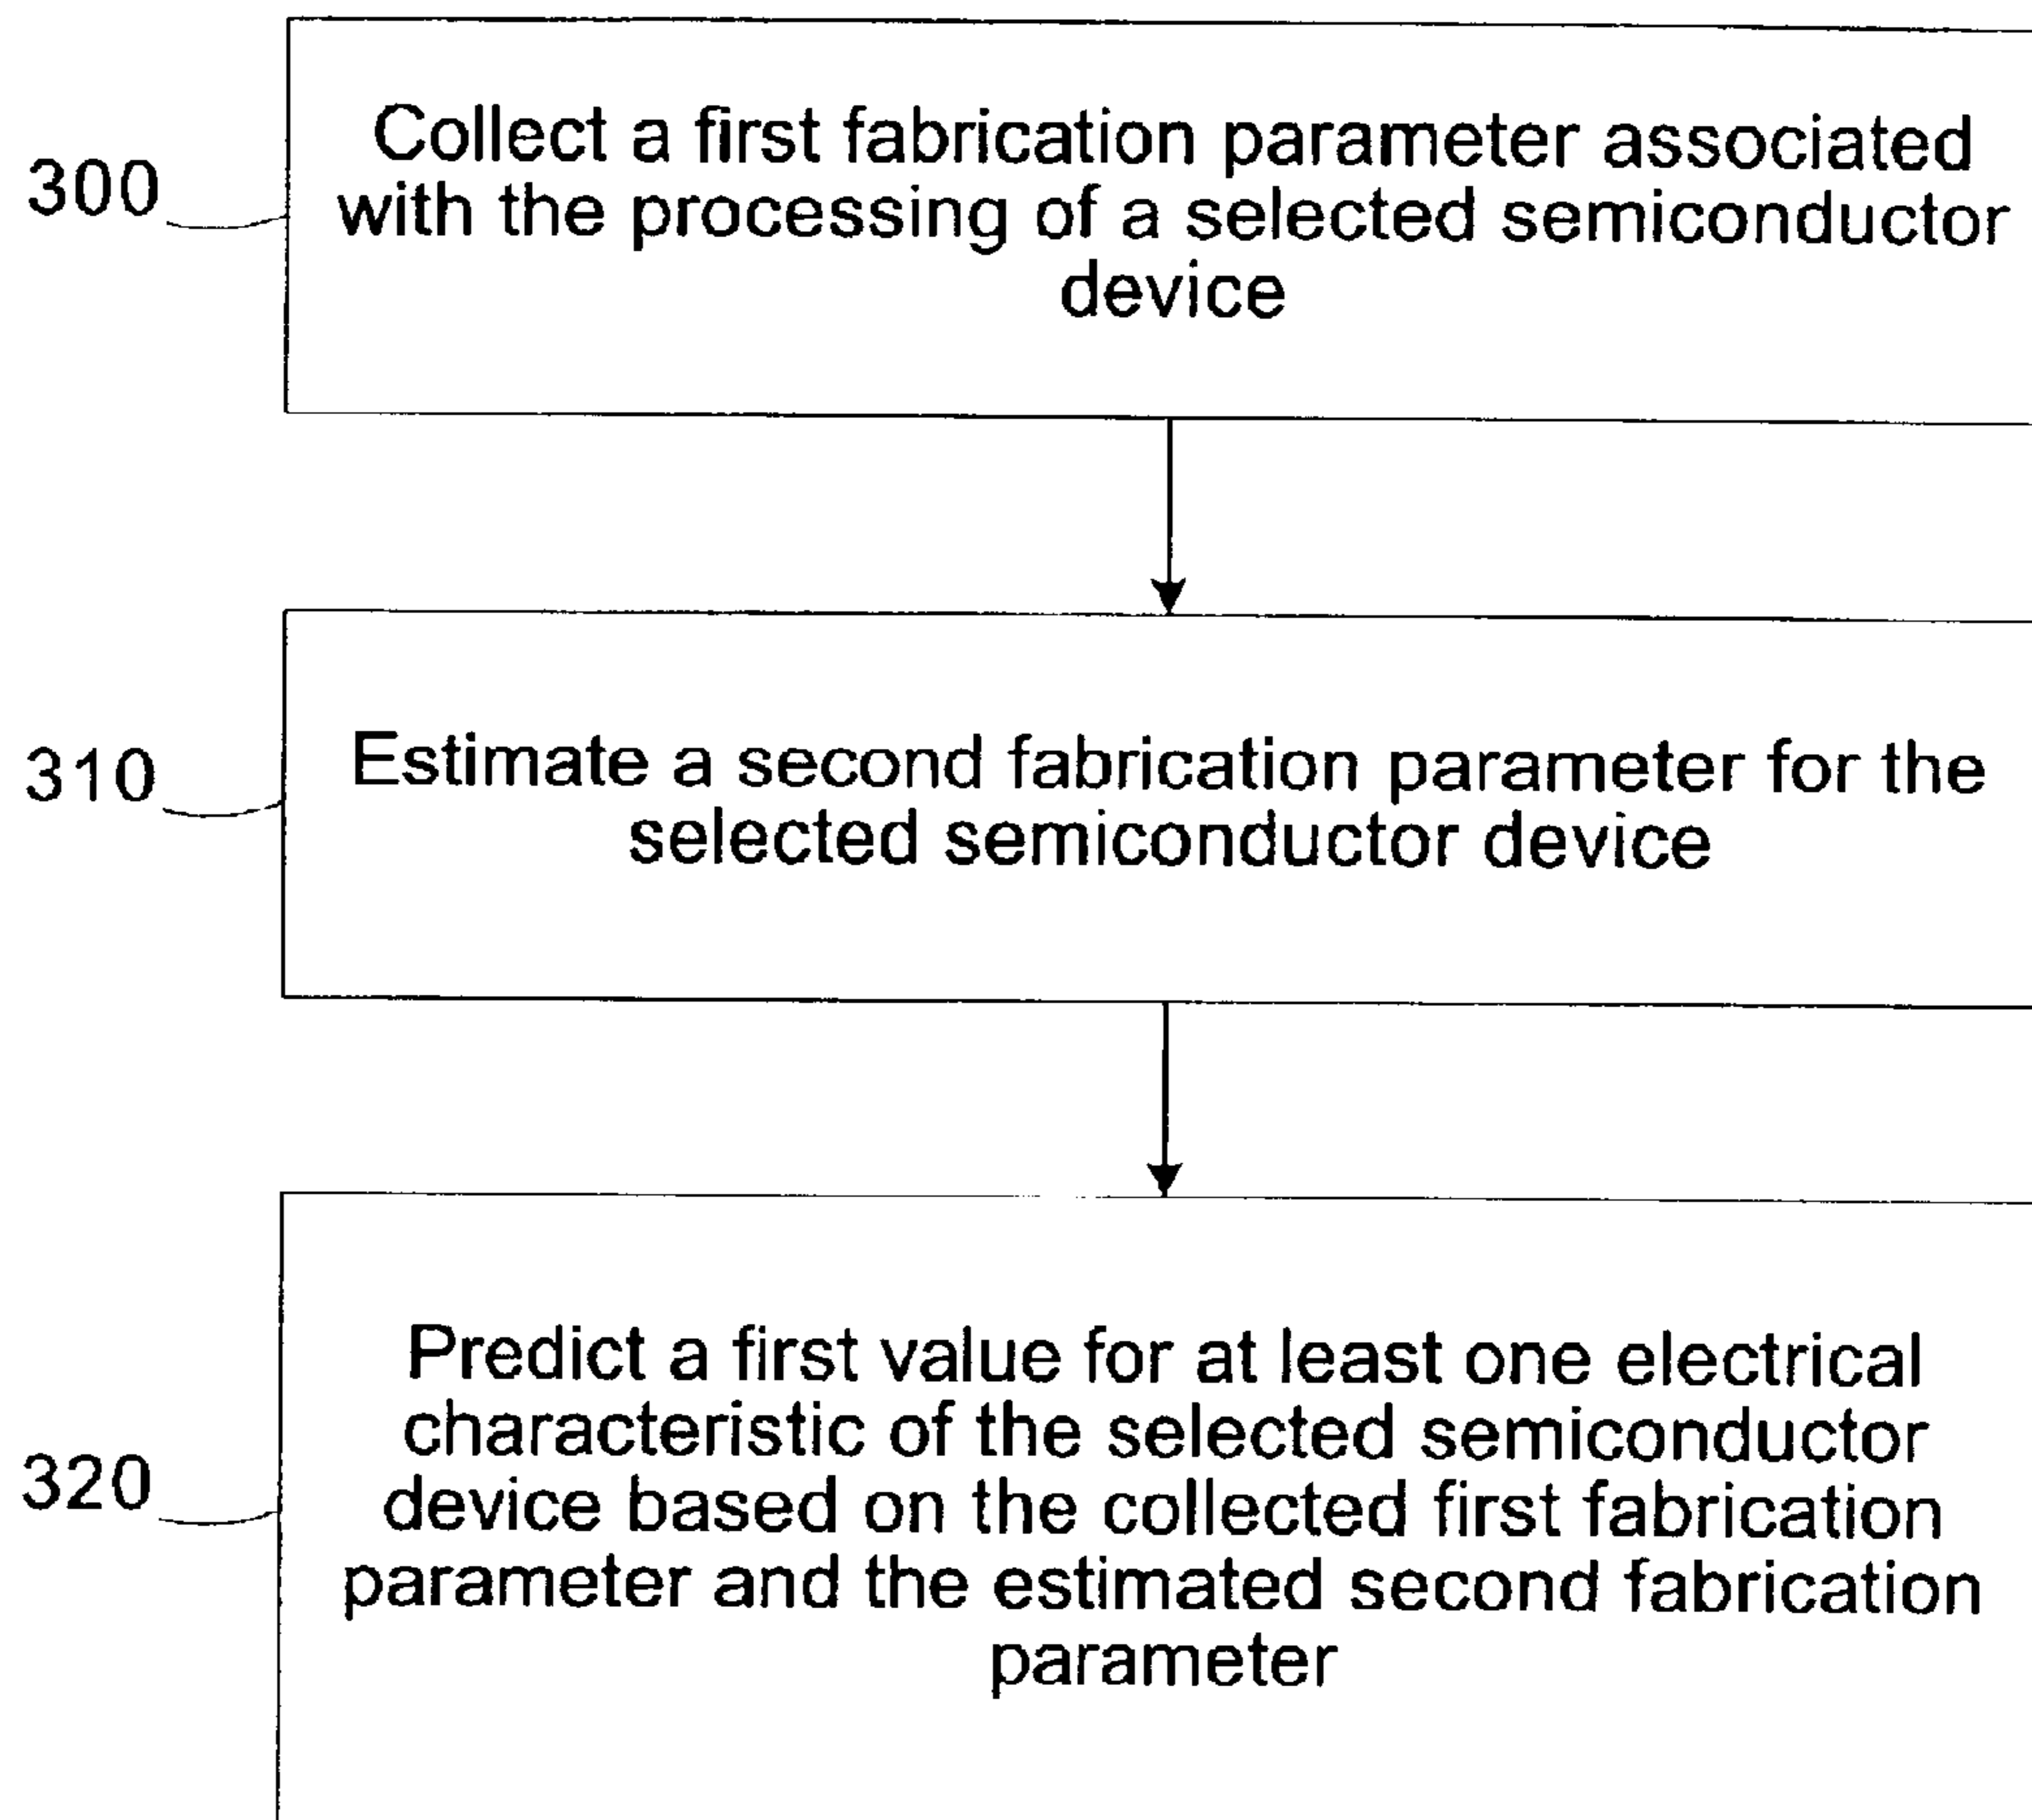 300
Collect a first fabrication parameter associated
with the processing of a selected semiconductor
device
310
Estimate a second fabrication parameter for the
selected semiconductor device
320
Predict a first value for at least one electrical
characteristic of the selected semiconductor
device based on the collected first fabrication
parameter and the estimated second fabrication
parameter